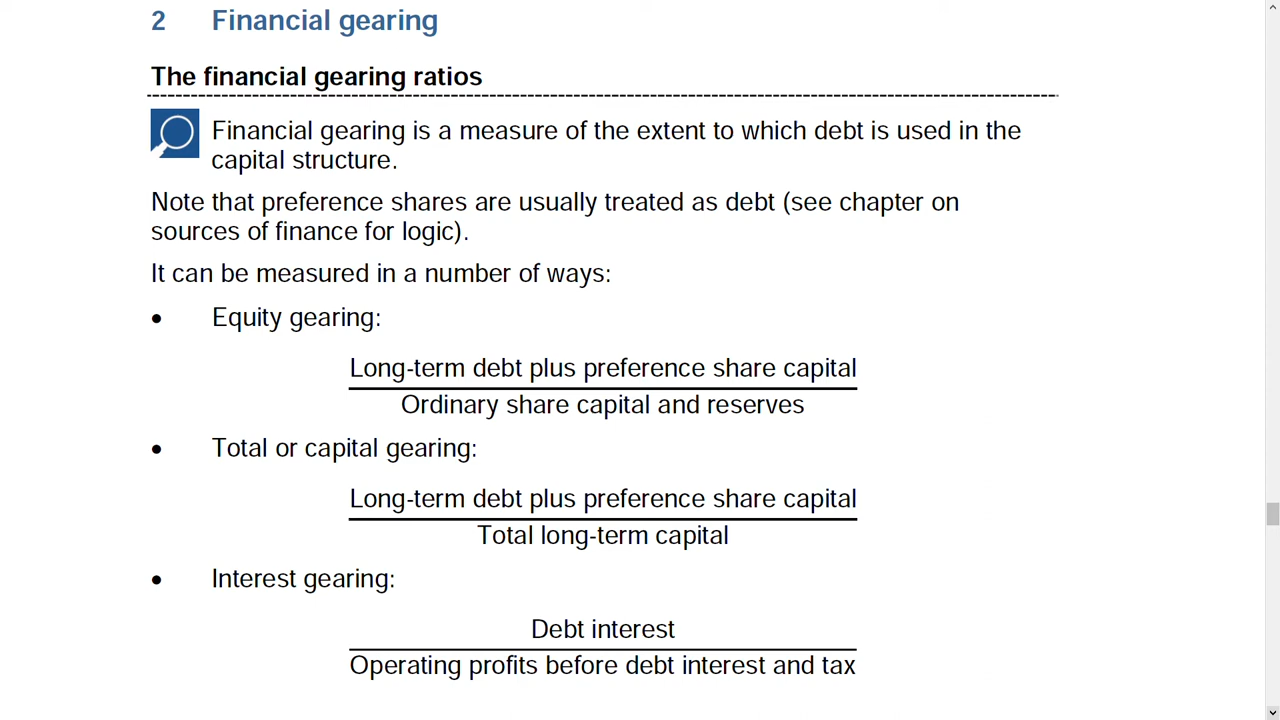 2 Financial gearing
The financial gearing ratios
Financial gearing is a measure of the extent to which debt is used in the
capital structure.
Note that preference shares are usually treated as debt (see chapter on
sources of finance for logic).
It can be measured in a number of ways:
• Equity gearing:
Long-term debt plus preference share capital
Ordinary share capital and reserves
• Total or capital gearing:
Long-term debt plus preference share capital
Total long-term capital
• Interest gearing:
Debt interest
Operating profits before debt interest and tax